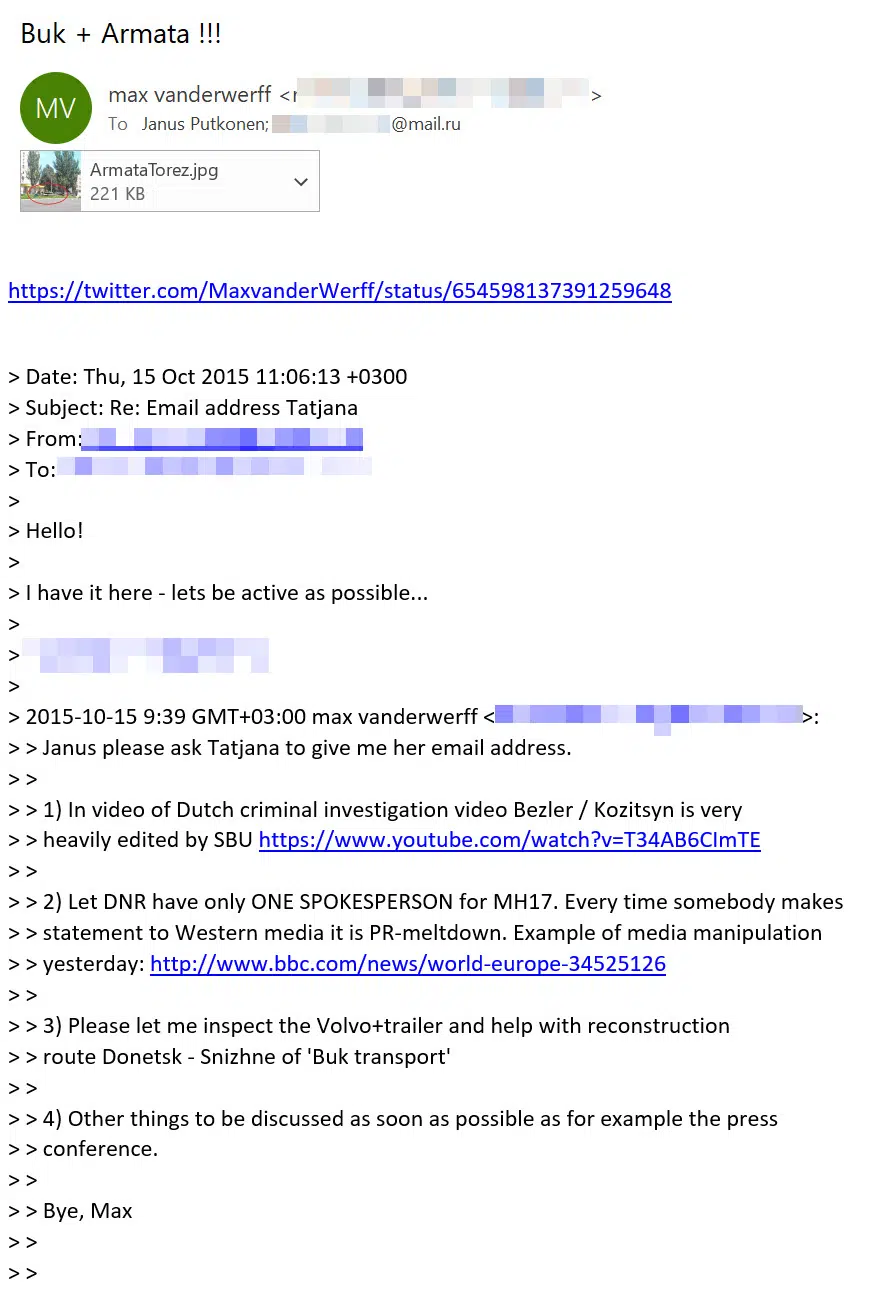 Buk + Armata !!!
MV
max vanderwerff < >
To Janus Putkonen; @mail.ru
ArmataTorez.jpg
221 KB
https://twitter.com/MaxvanderWerff/status/654598137391259648
> Date: Thu, 15 Oct 2015 11:06:13 +0300
> Subject: Re: Email address Tatjana
> From:
> To:
>
> Hello!
>
> I have it here - lets be active as possible...
>
>
>
> 2015-10-15 9:39 GMT+03:00 max vanderwerff < >:
> > Janus please ask Tatjana to give me her email address.
> >
> > 1) In video of Dutch criminal investigation video Bezler / Kozitsyn is very
> > heavily edited by SBU https://www.youtube.com/watch?v=T34AB6CImTE
> >
> > 2) Let DNR have only ONE SPOKESPERSON for MH17. Every time somebody makes
> > statement to Western media it is PR-meltdown. Example of media manipulation
> > yesterday: http://www.bbc.com/news/world-europe-34525126
> >
> > 3) Please let me inspect the Volvo+trailer and help with reconstruction
> > route Donetsk - Snizhne of 'Buk transport'
> >
> > 4) Other things to be discussed as soon as possible as for example the press
> > conference.
> >
> > Bye, Max
> >
> >